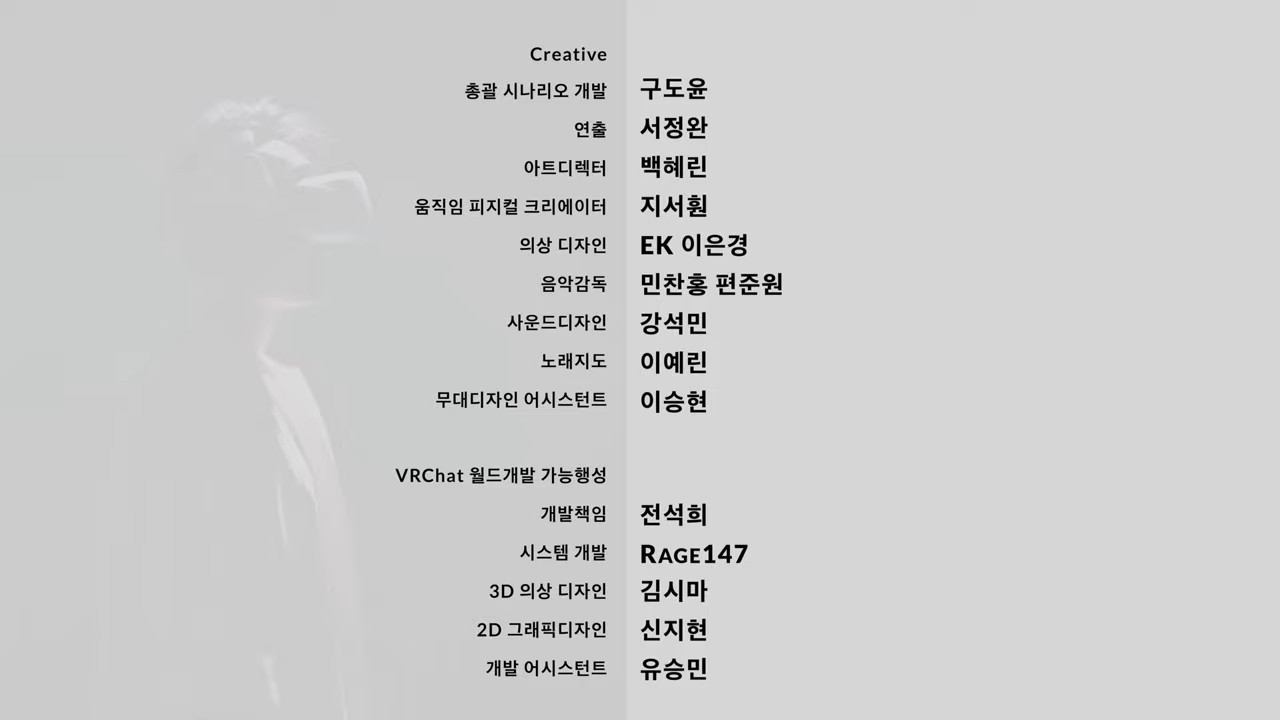 Creative
총괄 시나리오 개발 구도윤
연출 서정완
아트디렉터 백혜린
움직임 피지컬 크리에이터 지서훤
의상 디자인 EK 이은경
음악감독 민찬홍 편준원
사운드디자인 강석민
노래지도 이예린
무대디자인 어시스턴트 이승현
VRChat 월드개발 가능행성
개발책임 전석희
시스템 개발 RAGE147
3D 의상 디자인 김시마
2D 그래픽디자인 신지현
개발 어시스턴트 유승민